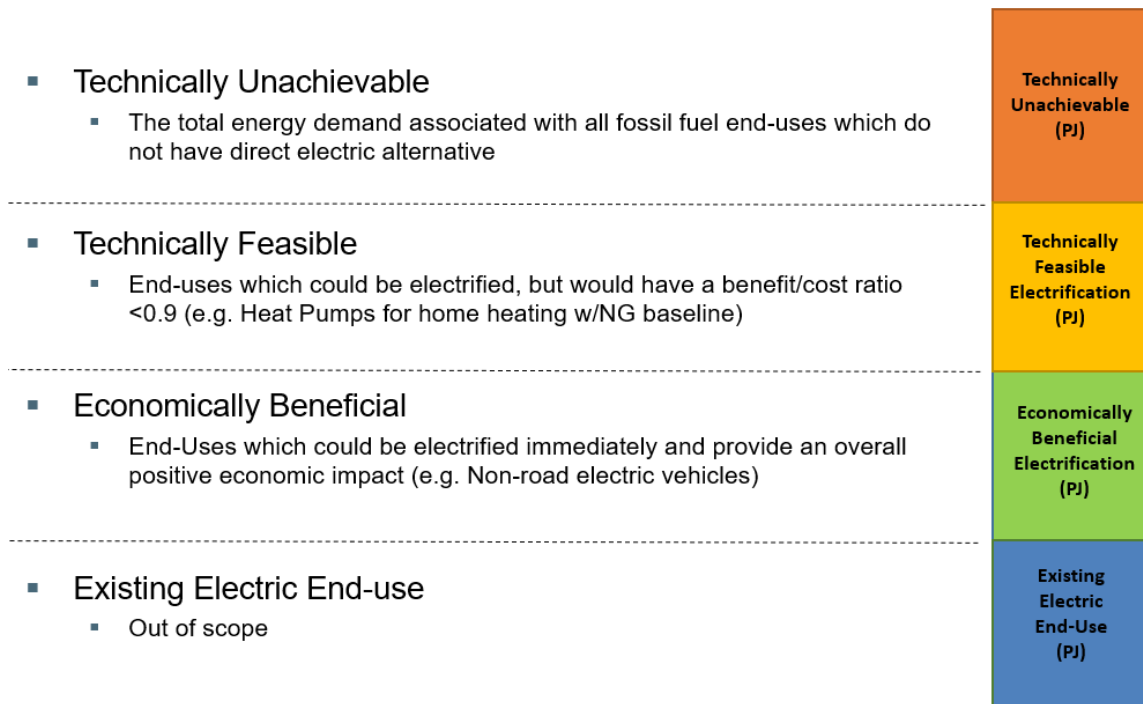 Technically Unachievable
The total energy demand associated with all fossil fuel end-uses which do
not have direct electric alternative
Technically
Unachievable
(PJ)
Technically Feasible
End-uses which could be electrified, but would have a benefit/cost ratio
<0.9 (e.g. Heat Pumps for home heating w/NG baseline)
Technically
Feasible
Electrification
(PJ)
Economically Beneficial
End-Uses which could be electrified immediately and provide an overall
positive economic impact (e.g. Non-road electric vehicles)
Economically
Beneficial
Electrification
(PJ)
Existing Electric End-use
Out of scope
Existing
Electric
End-Use
(PJ)